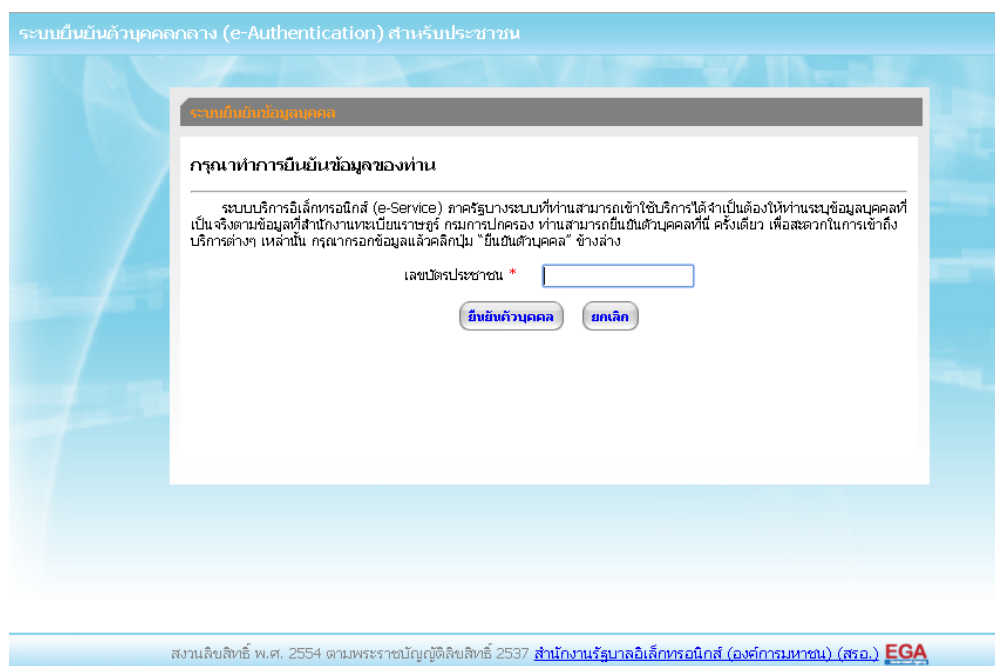 ระบบยืนยันตัวบุคคลกลาง (e-Authentication) สำหรับประชาชน
ระบบยืนยันข้อมูลบุคคล
กรุณาทำการยืนยันข้อมูลของท่าน
ระบบบริการอิเล็กทรอนิกส์ (e-Service) ภาครัฐบางระบบที่ท่านสามารถเข้าใช้บริการได้จำเป็นต้องให้ท่านระบุข้อมูลบุคคลที่
เป็นจริงตามข้อมูลที่สำนักงานทะเบียนราษฎร์ กรมการปกครอง ท่านสามารถยืนยันตัวบุคคลที่นี่ ครั้งเดียว เพื่อสะดวกในการเข้าถึง
บริการต่างๆ เหล่านั้น กรุณากรอกข้อมูลแล้วคลิกปุ่ม "ยืนยันตัวบุคคล" ข้างล่าง
เลขบัตรประชาชน *
ยืนยันตัวบุคคล ยกเลิก
สงวนลิขสิทธิ์ พ.ศ. 2554 ตามพระราชบัญญัติลิขสิทธิ์ 2537 สำนักงานรัฐบาลอิเล็กทรอนิกส์ (องค์การมหาชน) (สรอ.) EGA